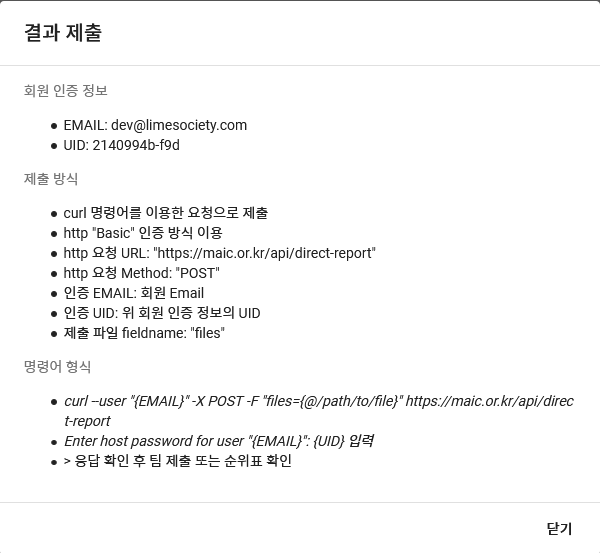 결과 제출
회원 인증 정보
● EMAIL: dev@limesociety.com
● UID: 2140994b-f9d
제출 방식
● curl 명령어를 이용한 요청으로 제출
● http "Basic" 인증 방식 이용
● http 요청 URL: "https://maic.or.kr/api/direct-report"
● http 요청 Method: "POST"
● 인증 EMAIL: 회원 Email
● 인증 UID: 위 회원 인증 정보의 UID
● 제출 파일 fieldname: "files"
명령어 형식
● curl --user "{EMAIL}" -X POST -F "files={@/path/to/file}" https://maic.or.kr/api/direc
t-report
● Enter host password for user "{EMAIL}": {UID} 입력
● > 응답 확인 후 팀 제출 또는 순위표 확인
닫기